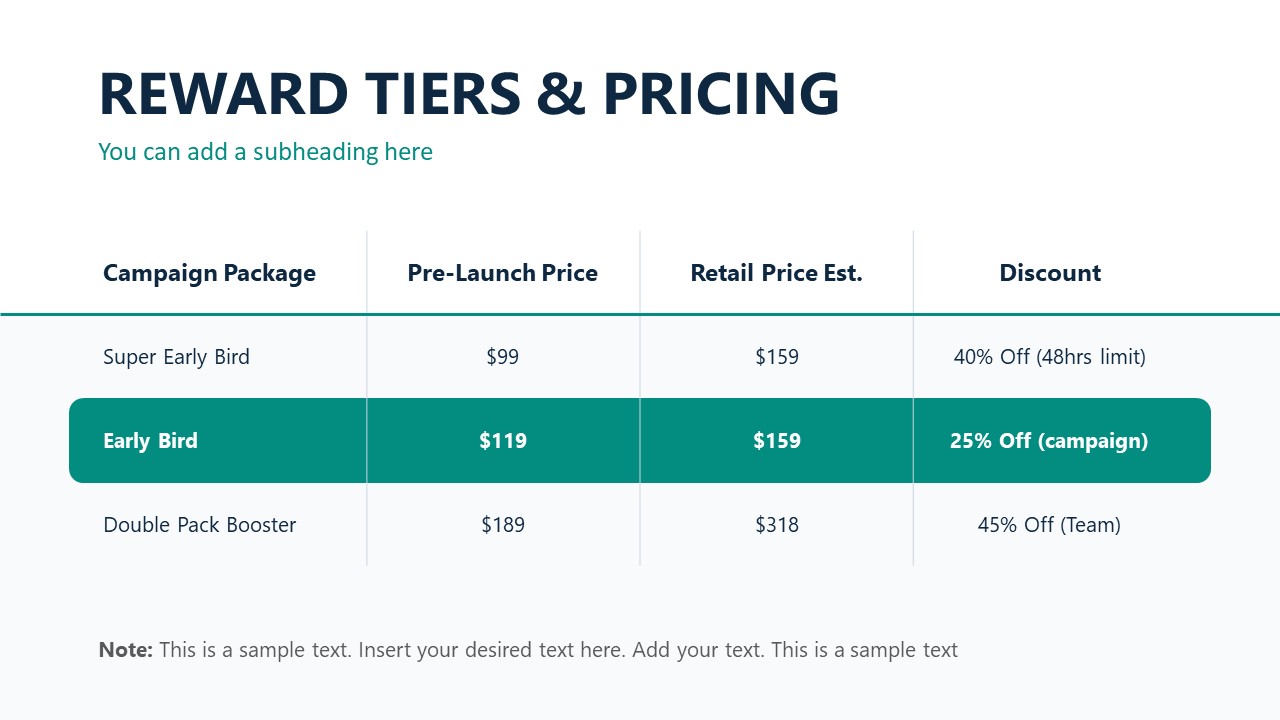 REWARD TIERS & PRICING
You can add a subheading here
Campaign Package Pre-Launch Price Retail Price Est. Discount
Super Early Bird $99 $159 40% Off (48hrs limit)
Early Bird $119 $159 25% Off (campaign)
Double Pack Booster $189 $318 45% Off (Team)
Note: This is a sample text. Insert your desired text here. Add your text. This is a sample text